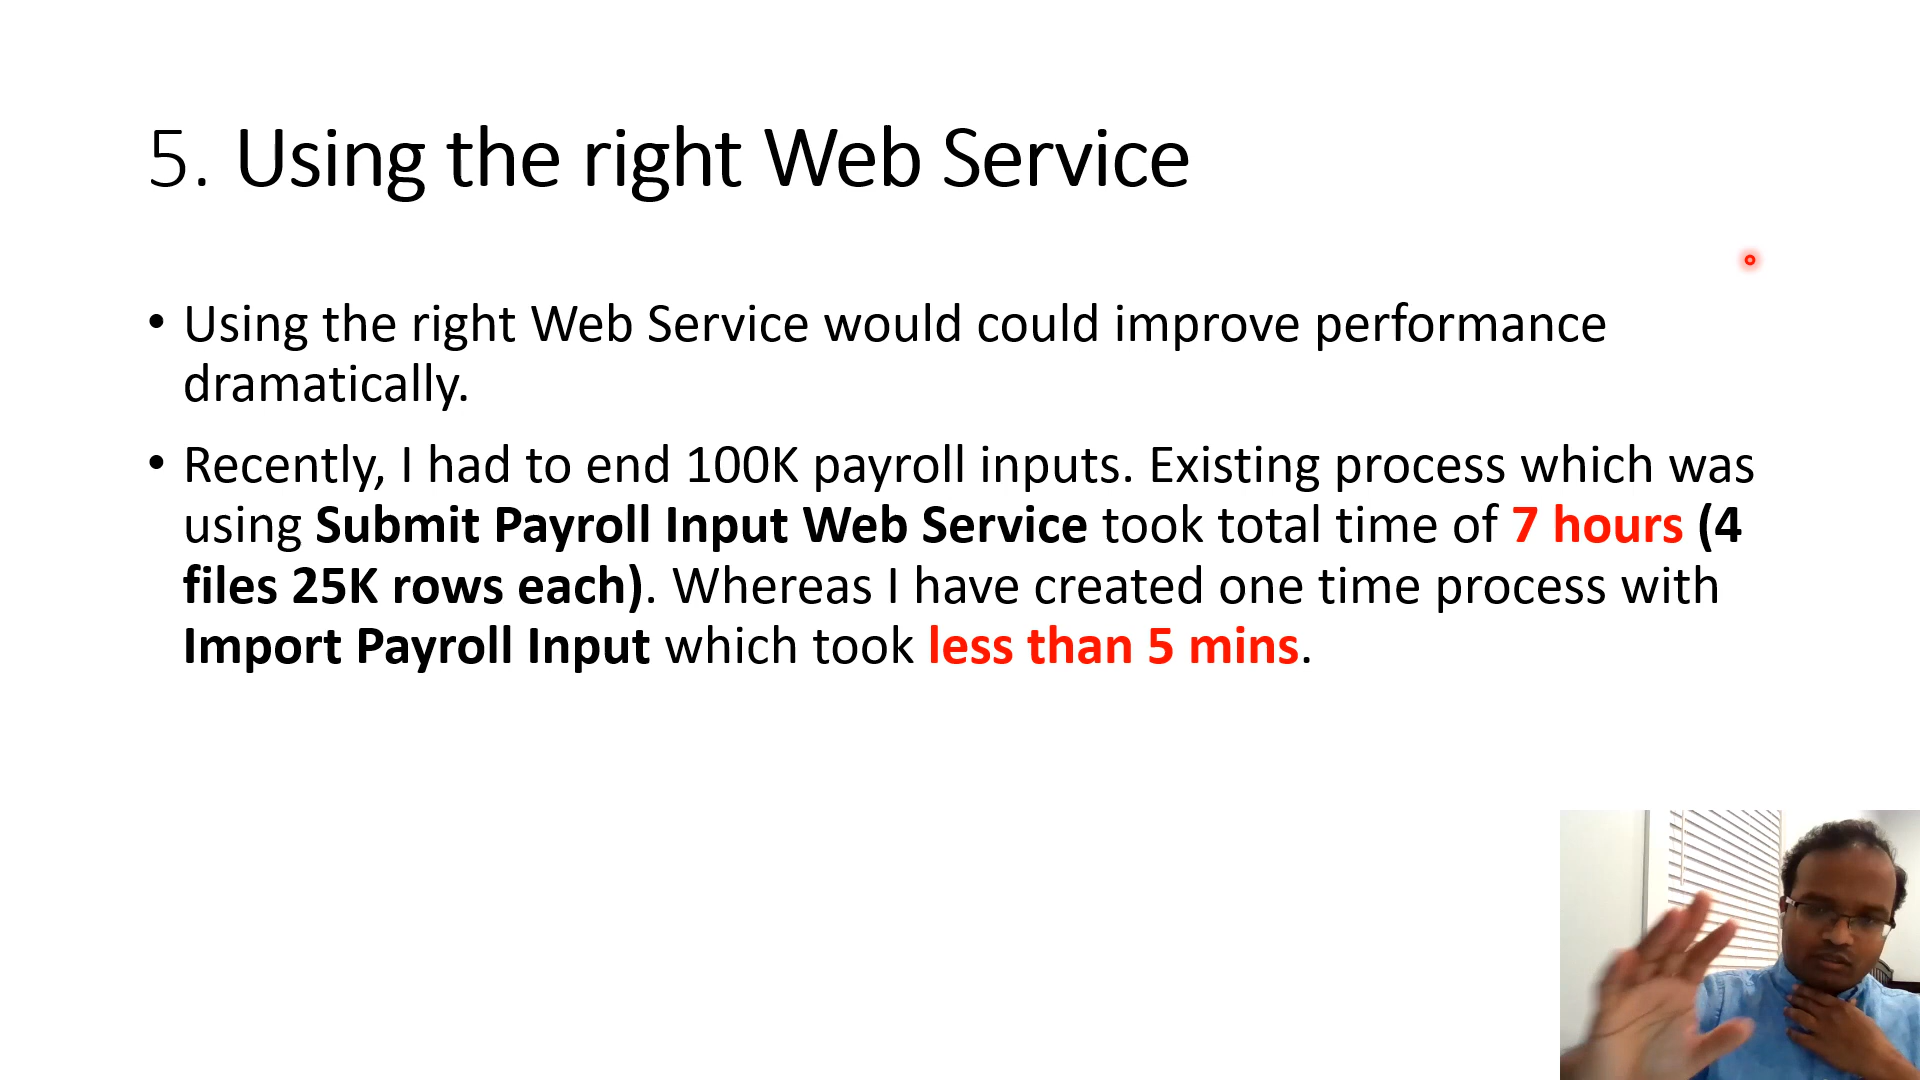 5. Using the right Web Service
• Using the right Web Service would could improve performance
dramatically.
• Recently, I had to end 100K payroll inputs. Existing process which was
using Submit Payroll Input Web Service took total time of 7 hours (4
files 25K rows each). Whereas I have created one time process with
Import Payroll Input which took less than 5 mins.